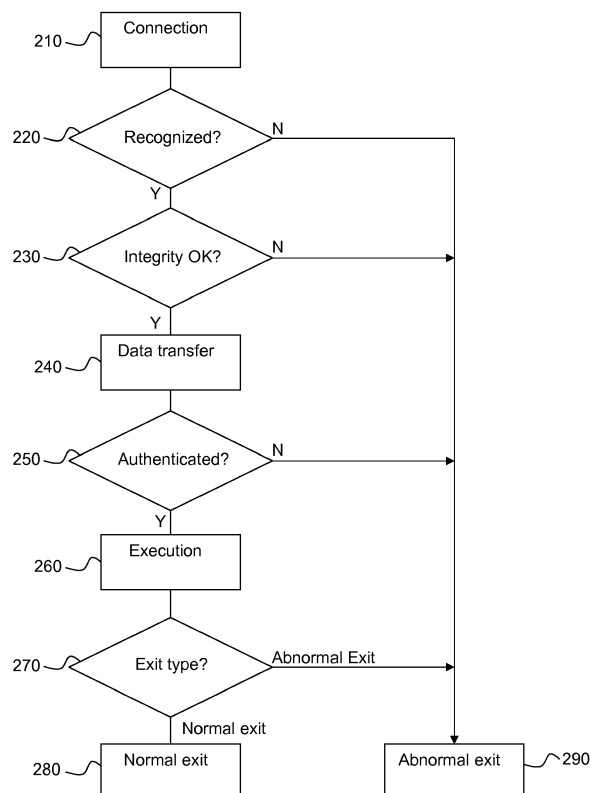 Connection
210
220
Recognized?
N
Y
230
Integrity OK?
N
Y
Data transfer
240
250
Authenticated?
N
Y
Execution
260
270
Exit type?
Abnormal Exit
Normal exit
280
Normal exit
Abnormal exit
290